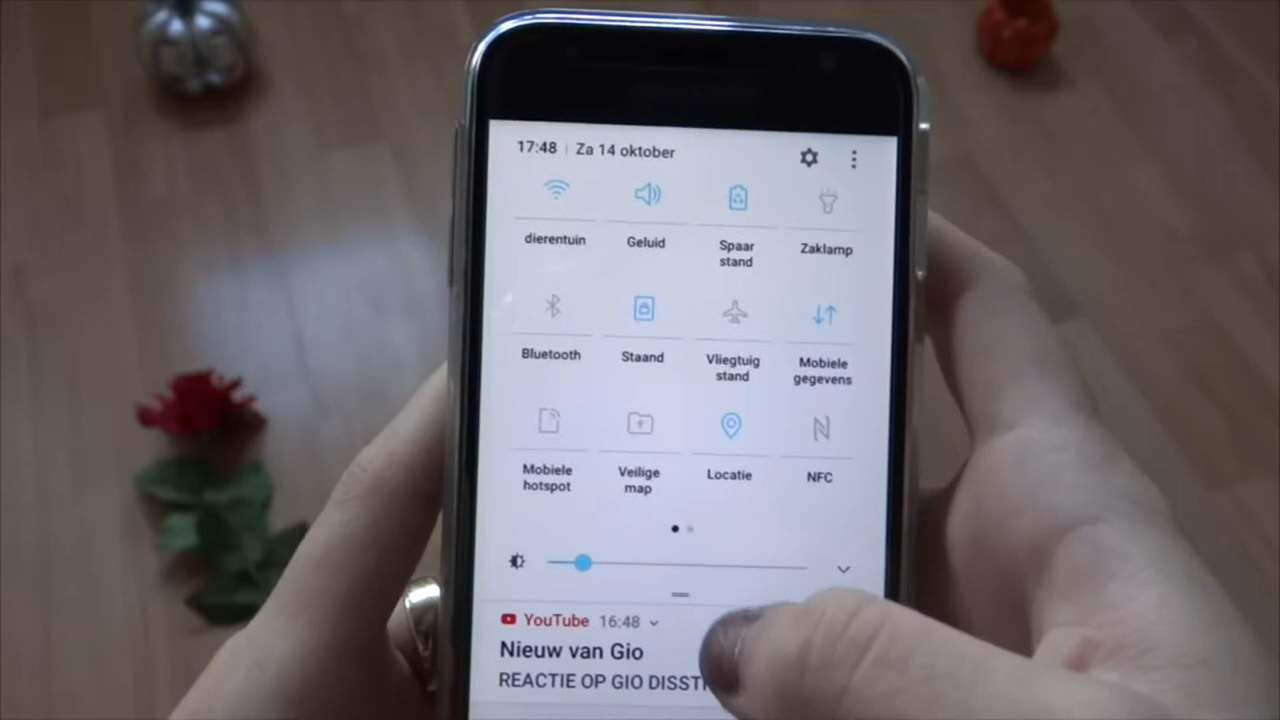 17:48 | Za 14 oktober
dierentuin Geluid Spaar stand Zaklamp
Bluetooth Staand Vliegtuig stand Mobiele gegevens
Mobiele hotspot Veilige map Locatie NFC
YouTube 16:48
Nieuw van Gio
REACTIE OP GIO